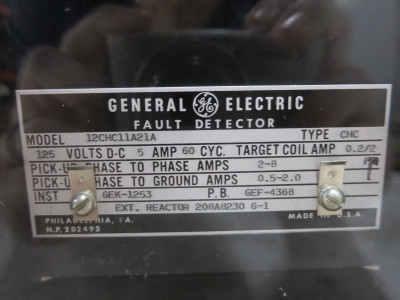 GENERAL GE ELECTRIC
FAULT DETECTOR
MODEL 12CHC11A21A TYPE CHC
125 VOLTS D-C 5 AMP 60 CYC. TARGET COIL AMP 0.2/2
PICK-UP PHASE TO PHASE AMPS 2-8
PICK-UP PHASE TO GROUND AMPS 0.5-2.0
INST GEK-1253 P.B. GEF-4368
EXT. REACTOR 208A8230 G-1
PHILADELPHIA, PA. MADE IN U.S.A.
N.P. 202493